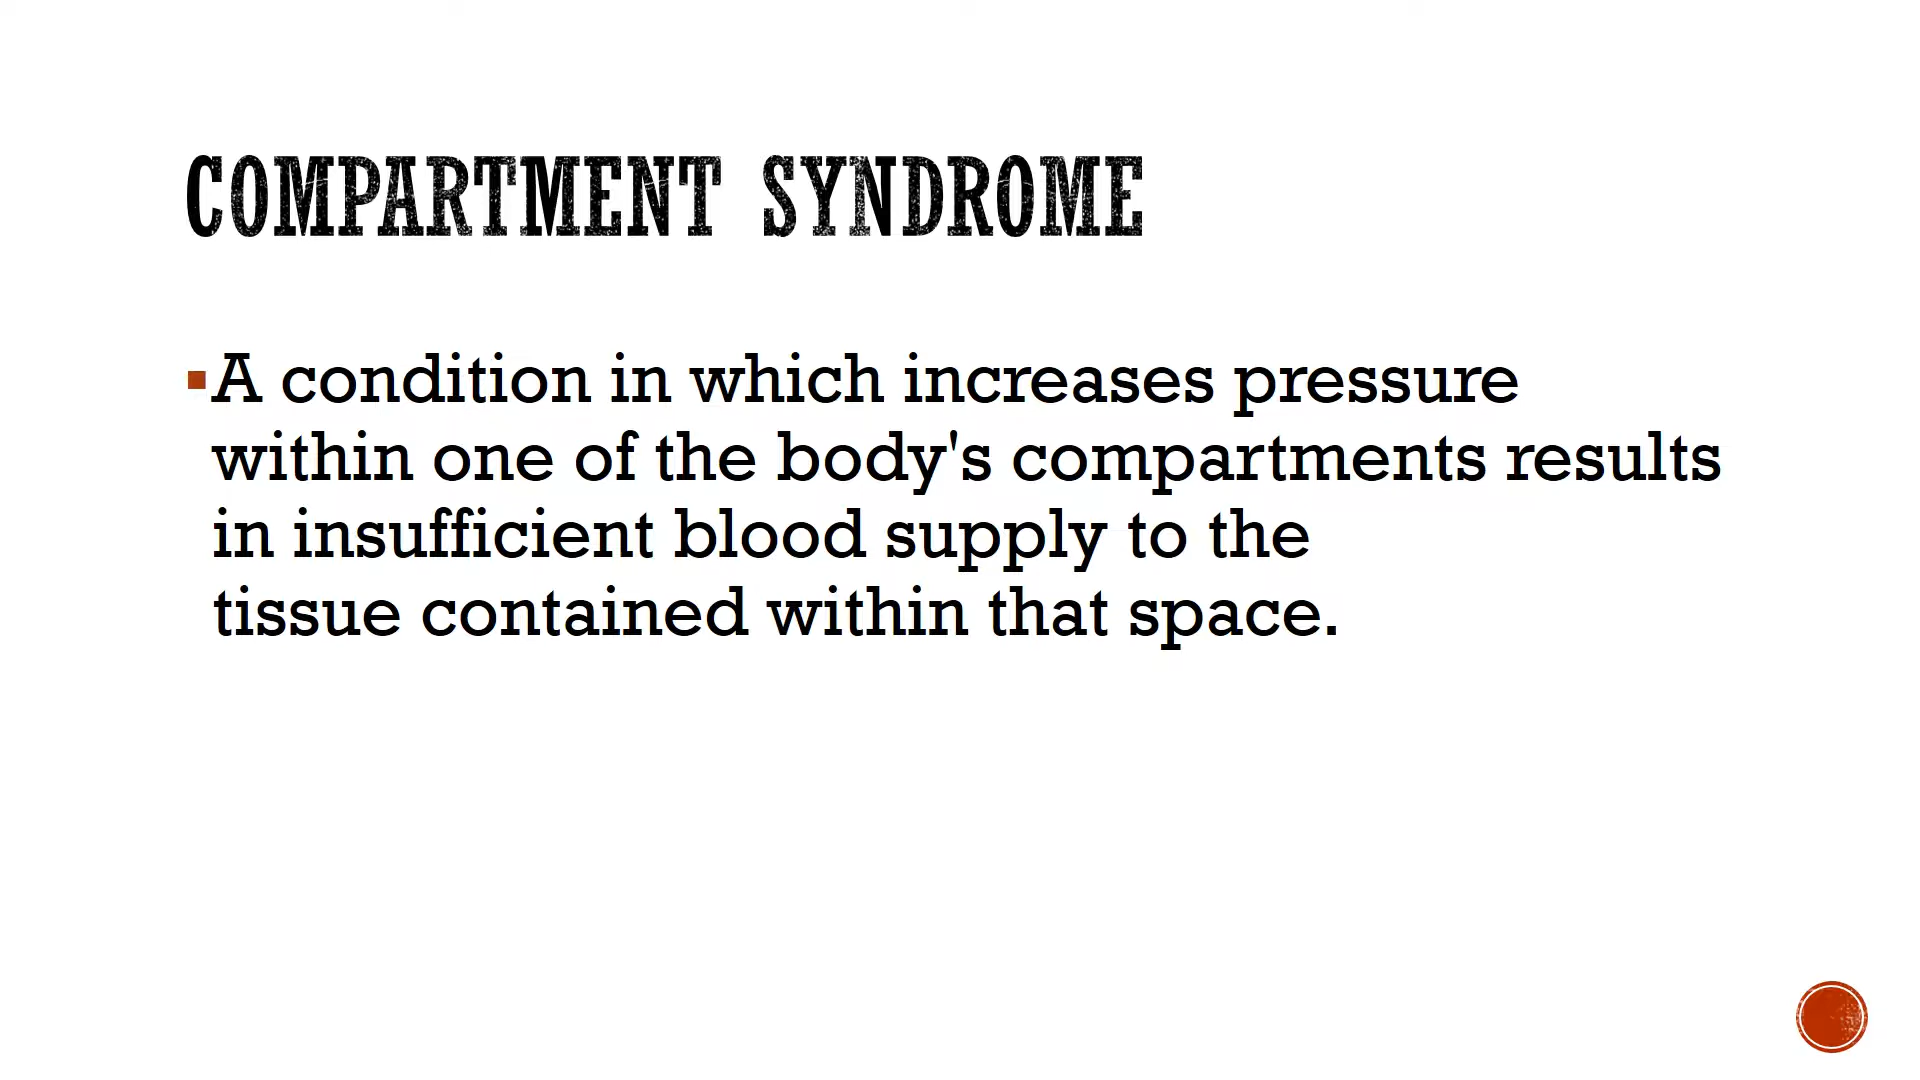 COMPARTMENT SYNDROME
▪A condition in which increases pressure
within one of the body's compartments results
in insufficient blood supply to the
tissue contained within that space.